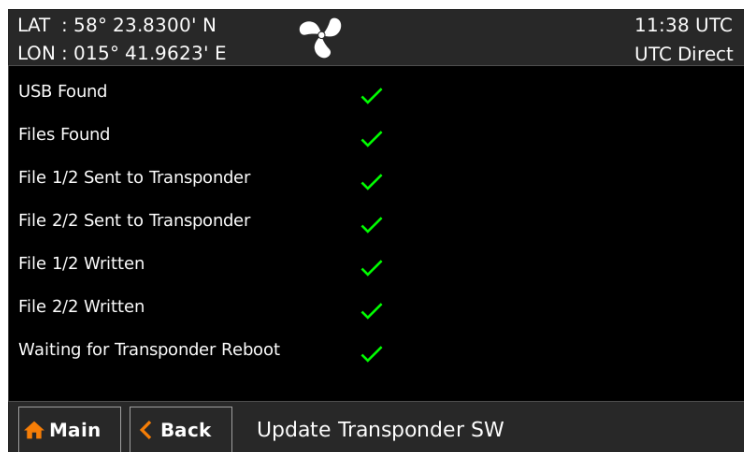 LAT : 58° 23.8300' N
LON : 015° 41.9623' E
11:38 UTC
UTC Direct
USB Found
Files Found
File 1/2 Sent to Transponder
File 2/2 Sent to Transponder
File 1/2 Written
File 2/2 Written
Waiting for Transponder Reboot
Main
Back
Update Transponder SW